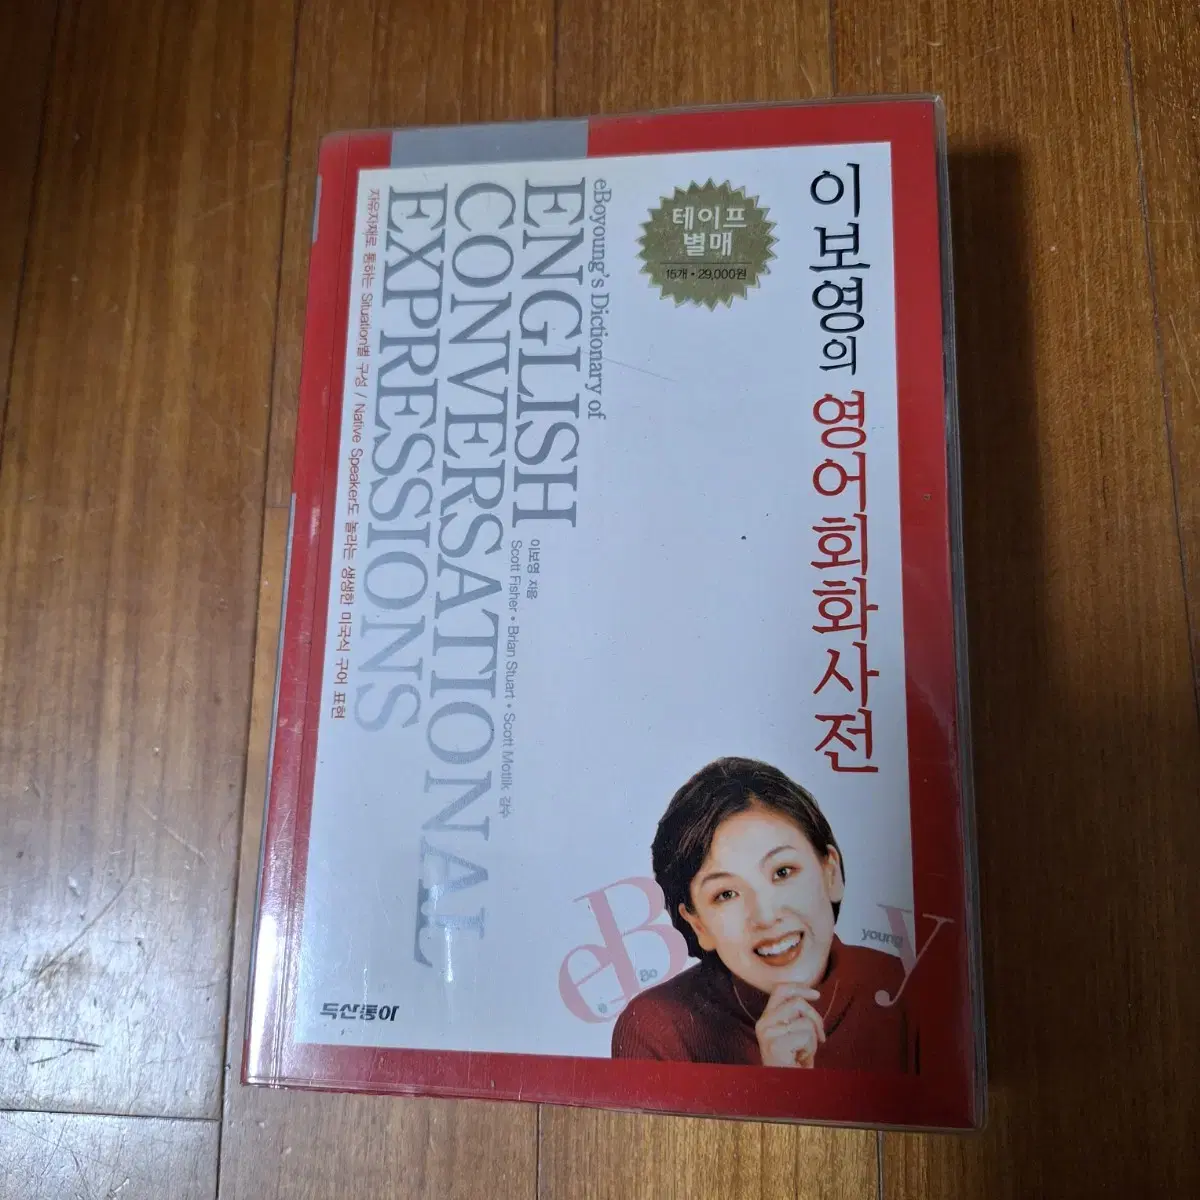 이보영의 영어회화사전
테이프
별매
15개 • 29,000원
eBoyoung's Dictionary of
ENGLISH
CONVERSATIONAL
EXPRESSIONS
이보영 지음
Scott Fisher • Brian Stuart • Scott Motlik 감수
자유자재로 통하는 Situation별 구성 / Native Speaker도 놀라는 생생한 미국식 구어 표현
eB y
Bo
young
두산동아